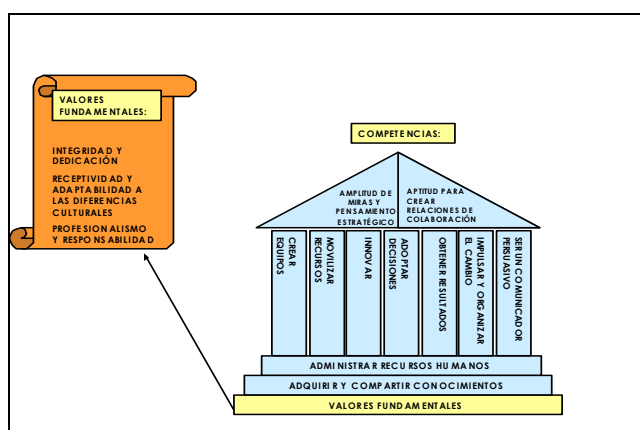 VALORES
FUNDAMENTALES:
INTEGRIDAD Y
DEDICACIÓN
RECEPTIVIDAD Y
ADAPTABILIDAD A
LAS DIFERENCIAS
CULTURALES
PROFESIONALISMO
Y RESPONSABILIDAD
COMPETENCIAS:
AMPLITUD DE
MIRAS Y
PENSAMIENTO
ESTRATÉGICO
APTITUD PARA
CREAR
RELACIONES DE
COLABORACIÓN
CREAR
EQUIPOS
MOVILIZAR
RECURSOS
INNOVAR
ADOPTAR
DECISIONES
OBTENER RESULTADOS
IMPULSAR Y ORGANIZAR
EL CAMBIO
SER UN COMUNICADOR
PERSUASIVO
ADMINISTRAR RECURSOS HUMANOS
ADQUIRIR Y COMPARTIR CONOCIMIENTOS
VALORES FUNDAMENTALES